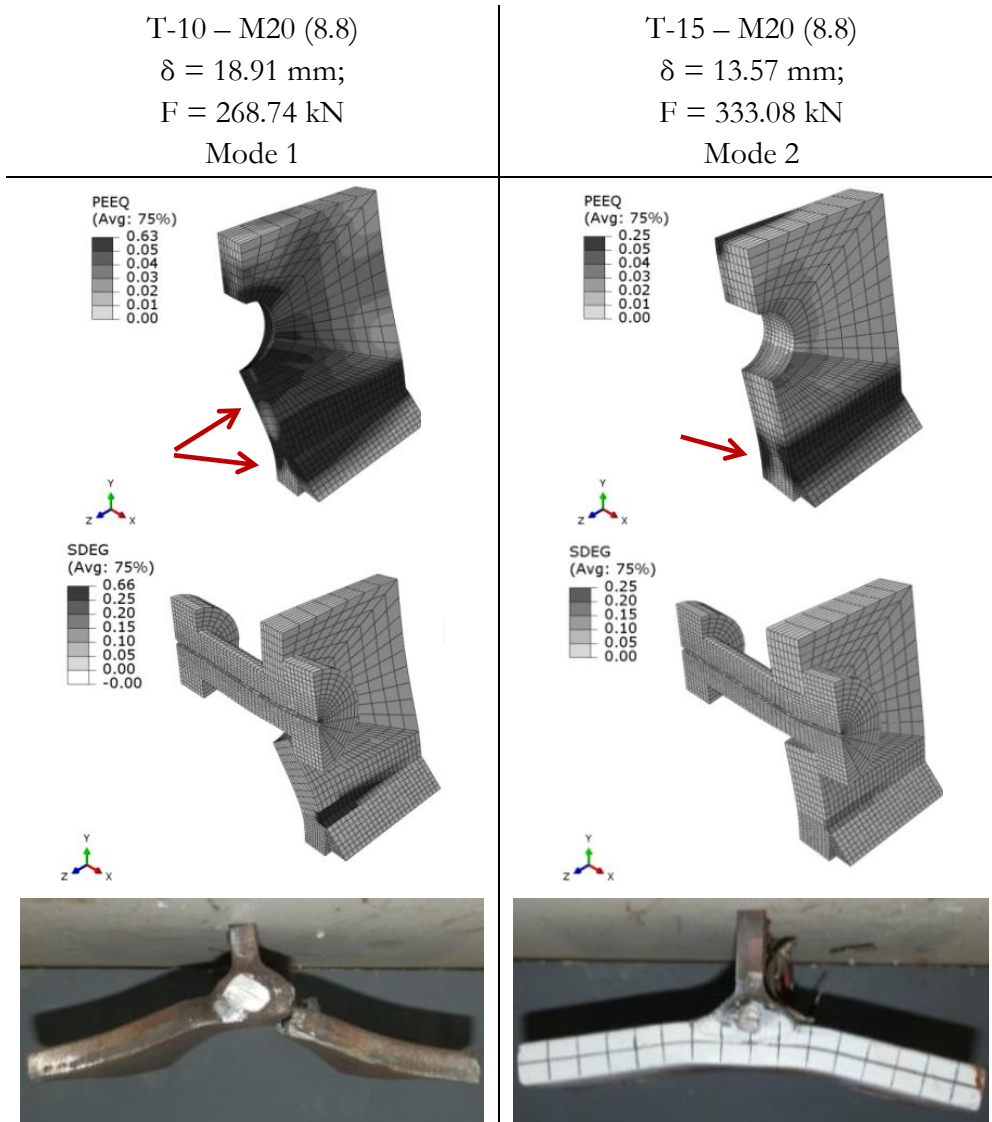 T-10 – M20 (8.8)
δ = 18.91 mm;
F = 268.74 kN
Mode 1
T-15 – M20 (8.8)
δ = 13.57 mm;
F = 333.08 kN
Mode 2
PEEQ
(Avg: 75%)
0.63
0.05
0.04
0.03
0.02
0.01
0.00
Y
Z
X
PEEQ
(Avg: 75%)
0.25
0.05
0.04
0.03
0.02
0.01
0.00
Y
Z
X
SDEG
(Avg: 75%)
0.66
0.25
0.20
0.15
0.10
0.05
0.00
-0.00
Y
Z
X
SDEG
(Avg: 75%)
0.25
0.20
0.15
0.10
0.05
0.00
Y
Z
X